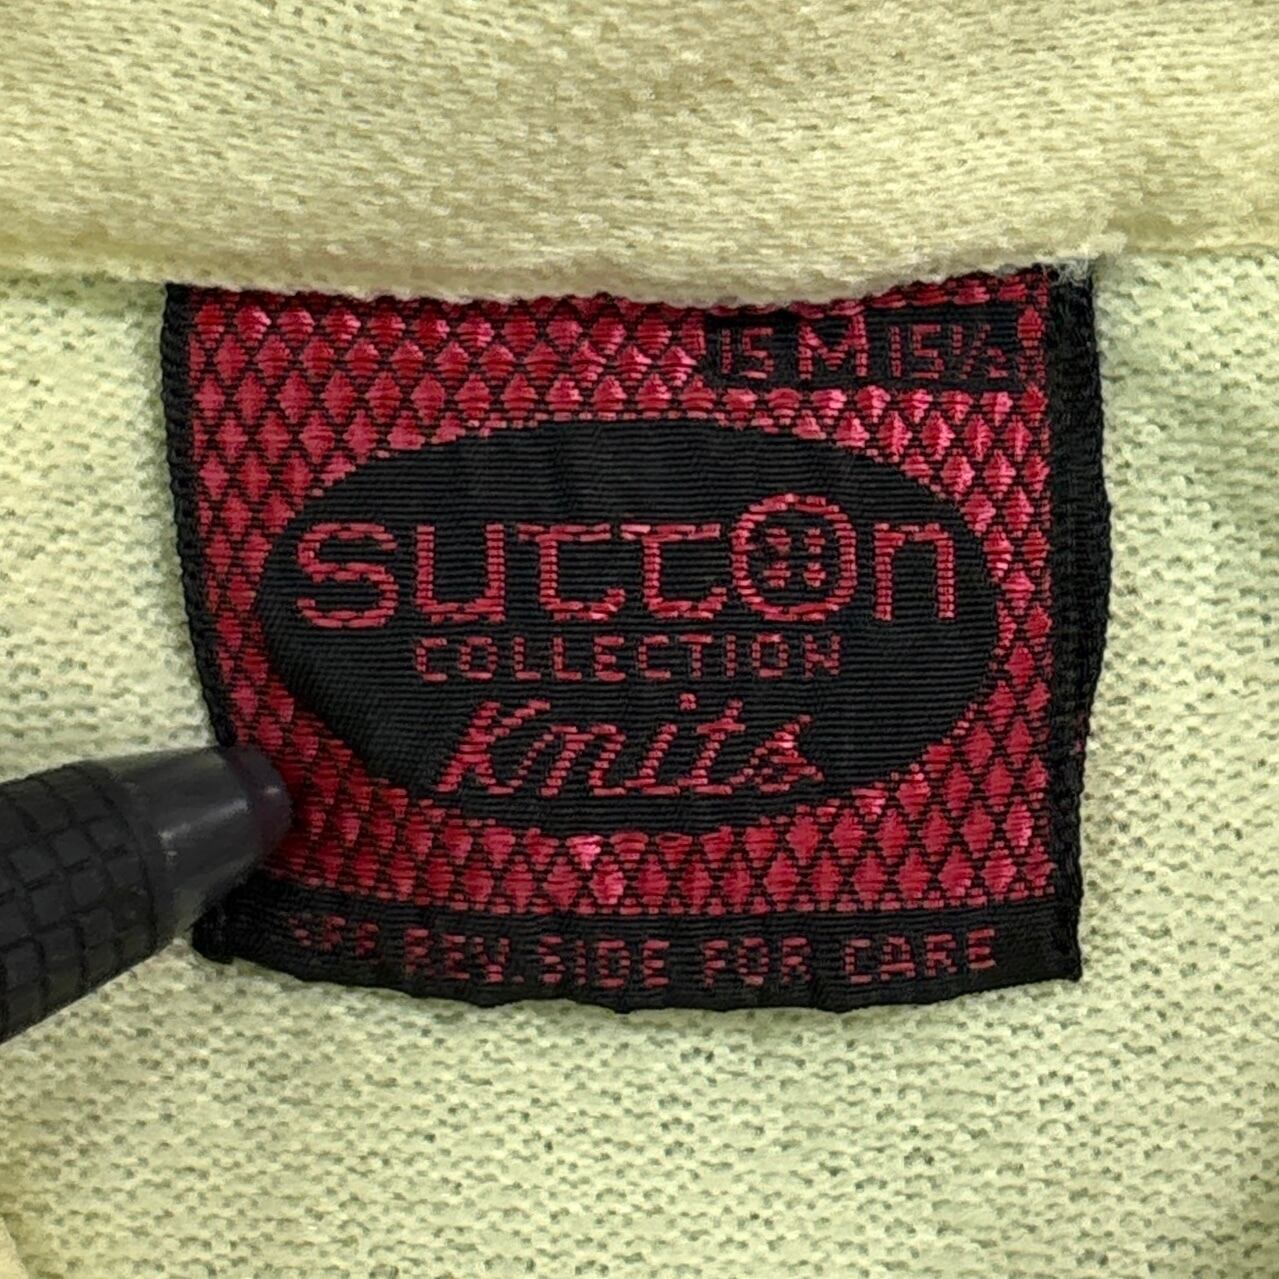 15 M 15½
sutton
COLLECTION
Knits
SEE REV. SIDE FOR CARE